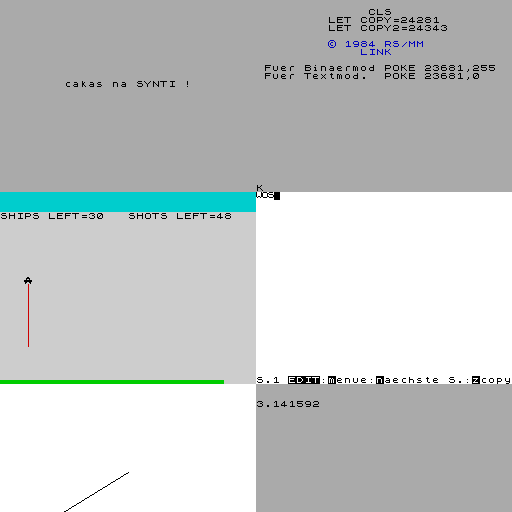 cakas na SYNTI !
CLS
LET COPY=24281
LET COPY2=24343
© 1984 RS/MM
LINK
Fuer Binaermod POKE 23681,255
Fuer Textmod. POKE 23681,0
K
SHIPS LEFT=30 SHOTS LEFT=48
A
Wos
S.1 EDIT:menue:naechste S.:zcopy
3.141592